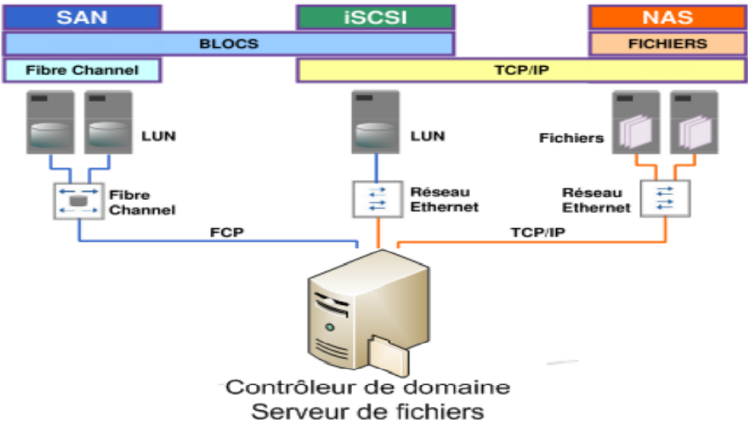 SAN iSCSI NAS
BLOCS FICHIERS
Fibre Channel TCP/IP
LUN LUN Fichiers
Fibre
Channel
Réseau
Ethernet
Réseau
Ethernet
FCP TCP/IP
Contrôleur de domaine
Serveur de fichiers